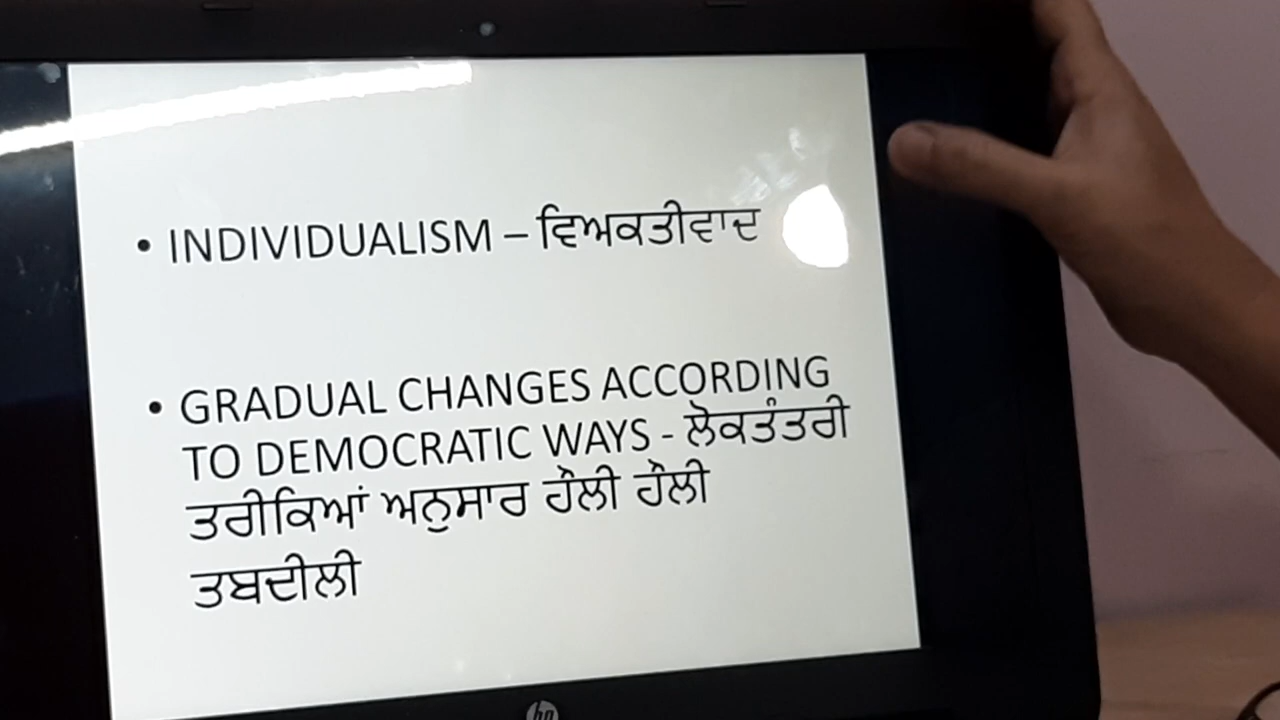 • INDIVIDUALISM – ਵਿਅਕਤੀਵਾਦ
• GRADUAL CHANGES ACCORDING
TO DEMOCRATIC WAYS - ਲੋਕਤੰਤਰੀ
ਤਰੀਕਿਆਂ ਅਨੁਸਾਰ ਹੌਲੀ ਹੌਲੀ
ਤਬਦੀਲੀ
hp